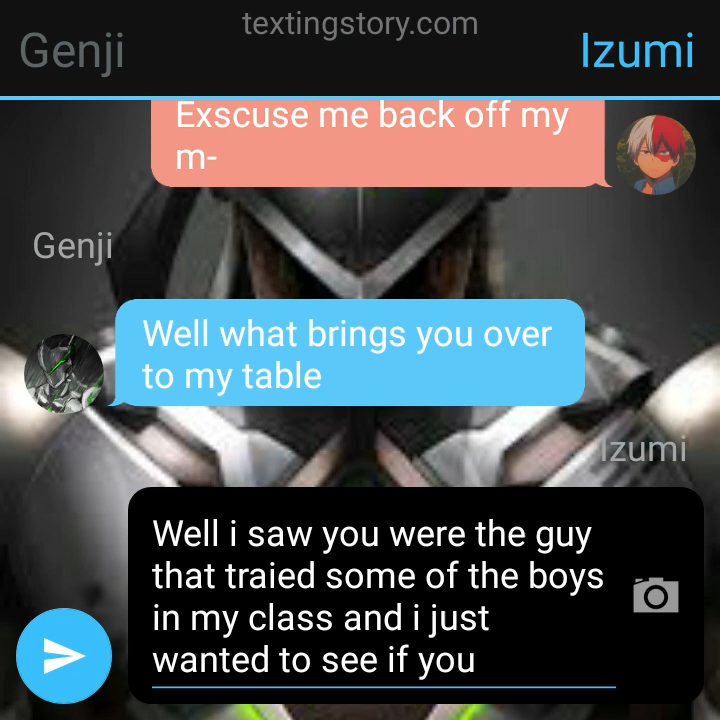 textingstory.com
Genji
Izumi
Exscuse me back off my
m-
Genji
Well what brings you over
to my table
Izumi
Well i saw you were the guy
that traied some of the boys
in my class and i just
wanted to see if you